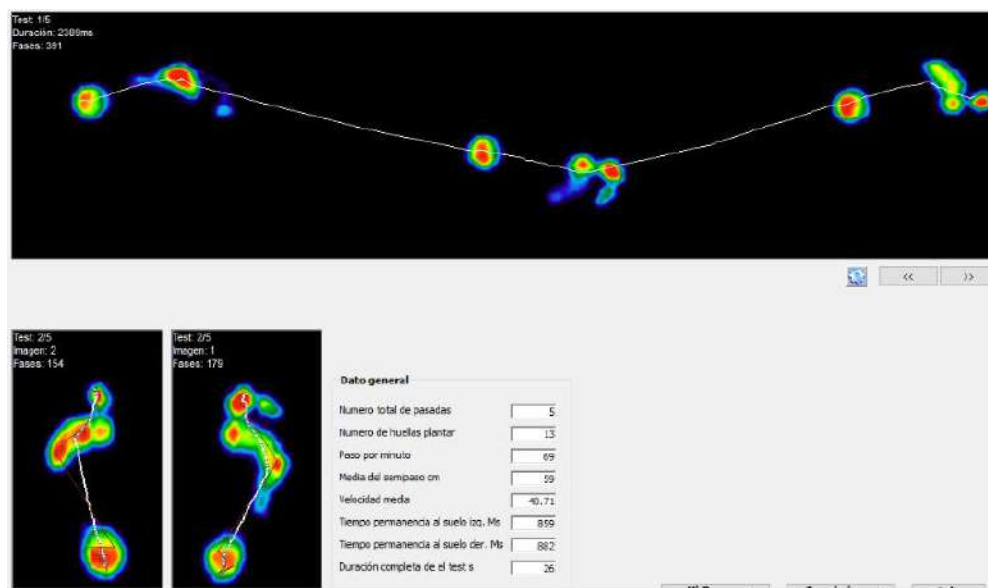 Test: 1/5
Duración: 2388ms
Fases: 391
<<
>>
Test: 2/5
Imagen: 2
Fases: 154
Test: 2/5
Imagen: 1
Fases: 179
Dato general
Numero total de pasadas 5
Numero de huellas plantar 13
Paso por minuto 69
Media del semipaso cm 59
Velocidad media 40.71
Tiempo permanencia al suelo izq. Ms 859
Tiempo permanencia al suelo der. Ms 882
Duración completa de el test s 26